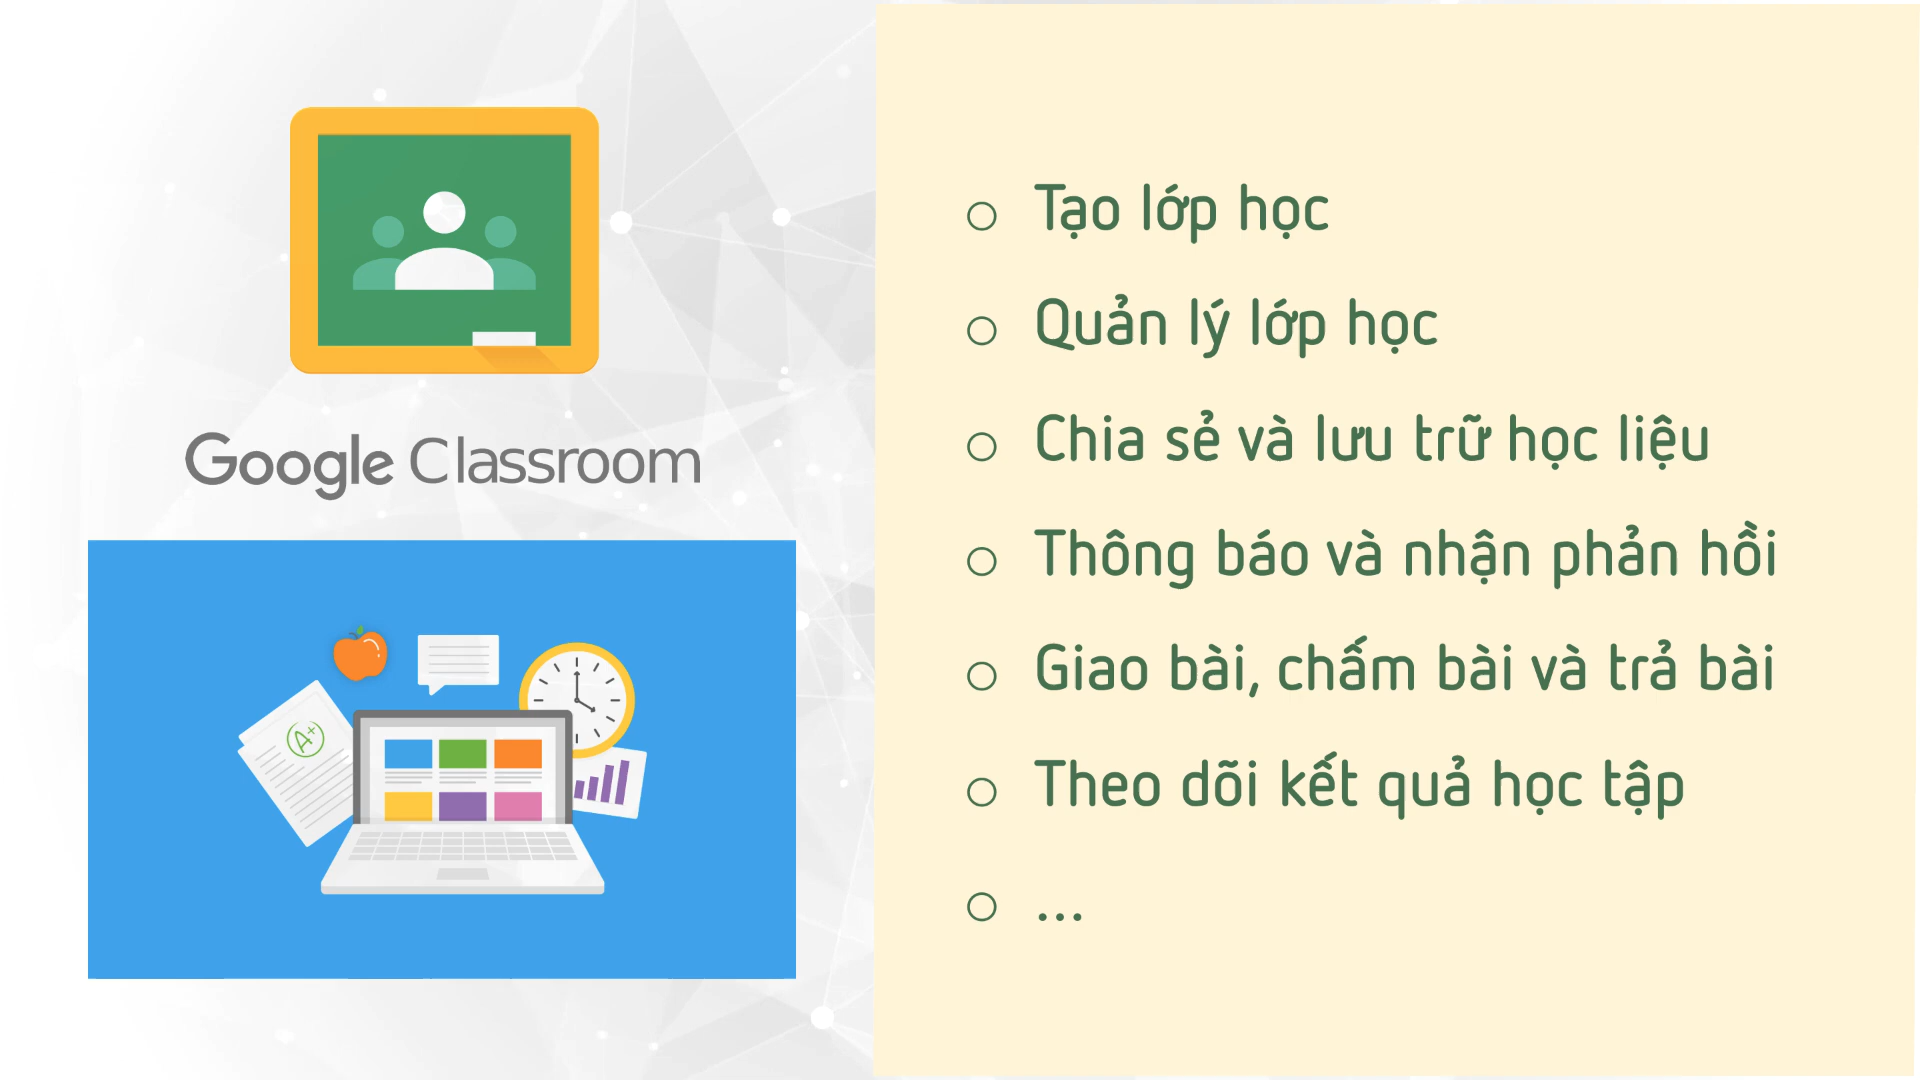 Google Classroom
A+
Tạo lớp học
Quản lý lớp học
Chia sẻ và lưu trữ học liệu
Thông báo và nhận phản hồi
Giao bài, chấm bài và trả bài
Theo dõi kết quả học tập
...